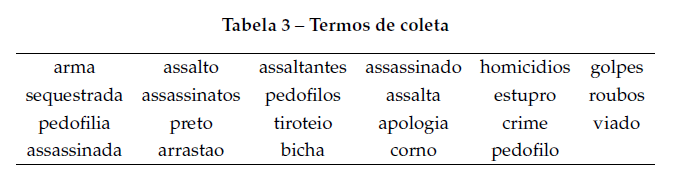 Tabela 3 – Termos de coleta
arma assalto assaltantes assassinado homicidios golpes
sequestrada assassinatos pedofilos assalta estupro roubos
pedofilia preto tiroteio apologia crime viado
assassinada arrastao bicha corno pedofilo